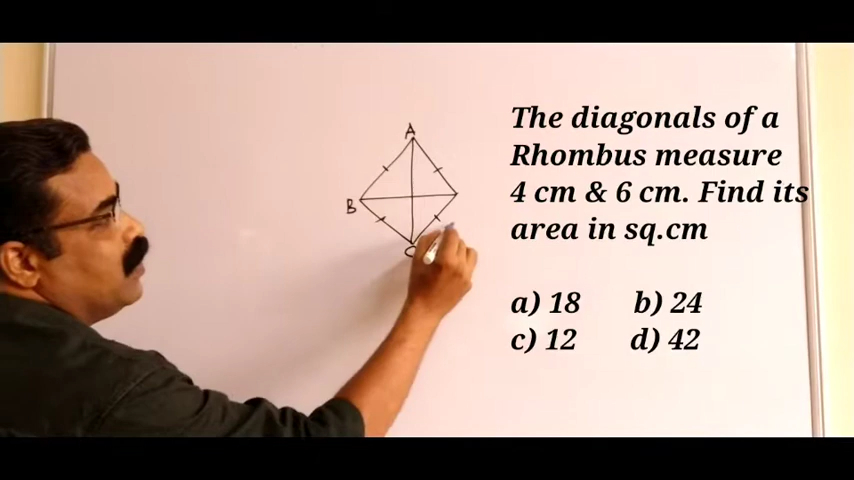 A
B
C
The diagonals of a
Rhombus measure
4 cm & 6 cm. Find its
area in sq.cm
a) 18 b) 24
c) 12 d) 42